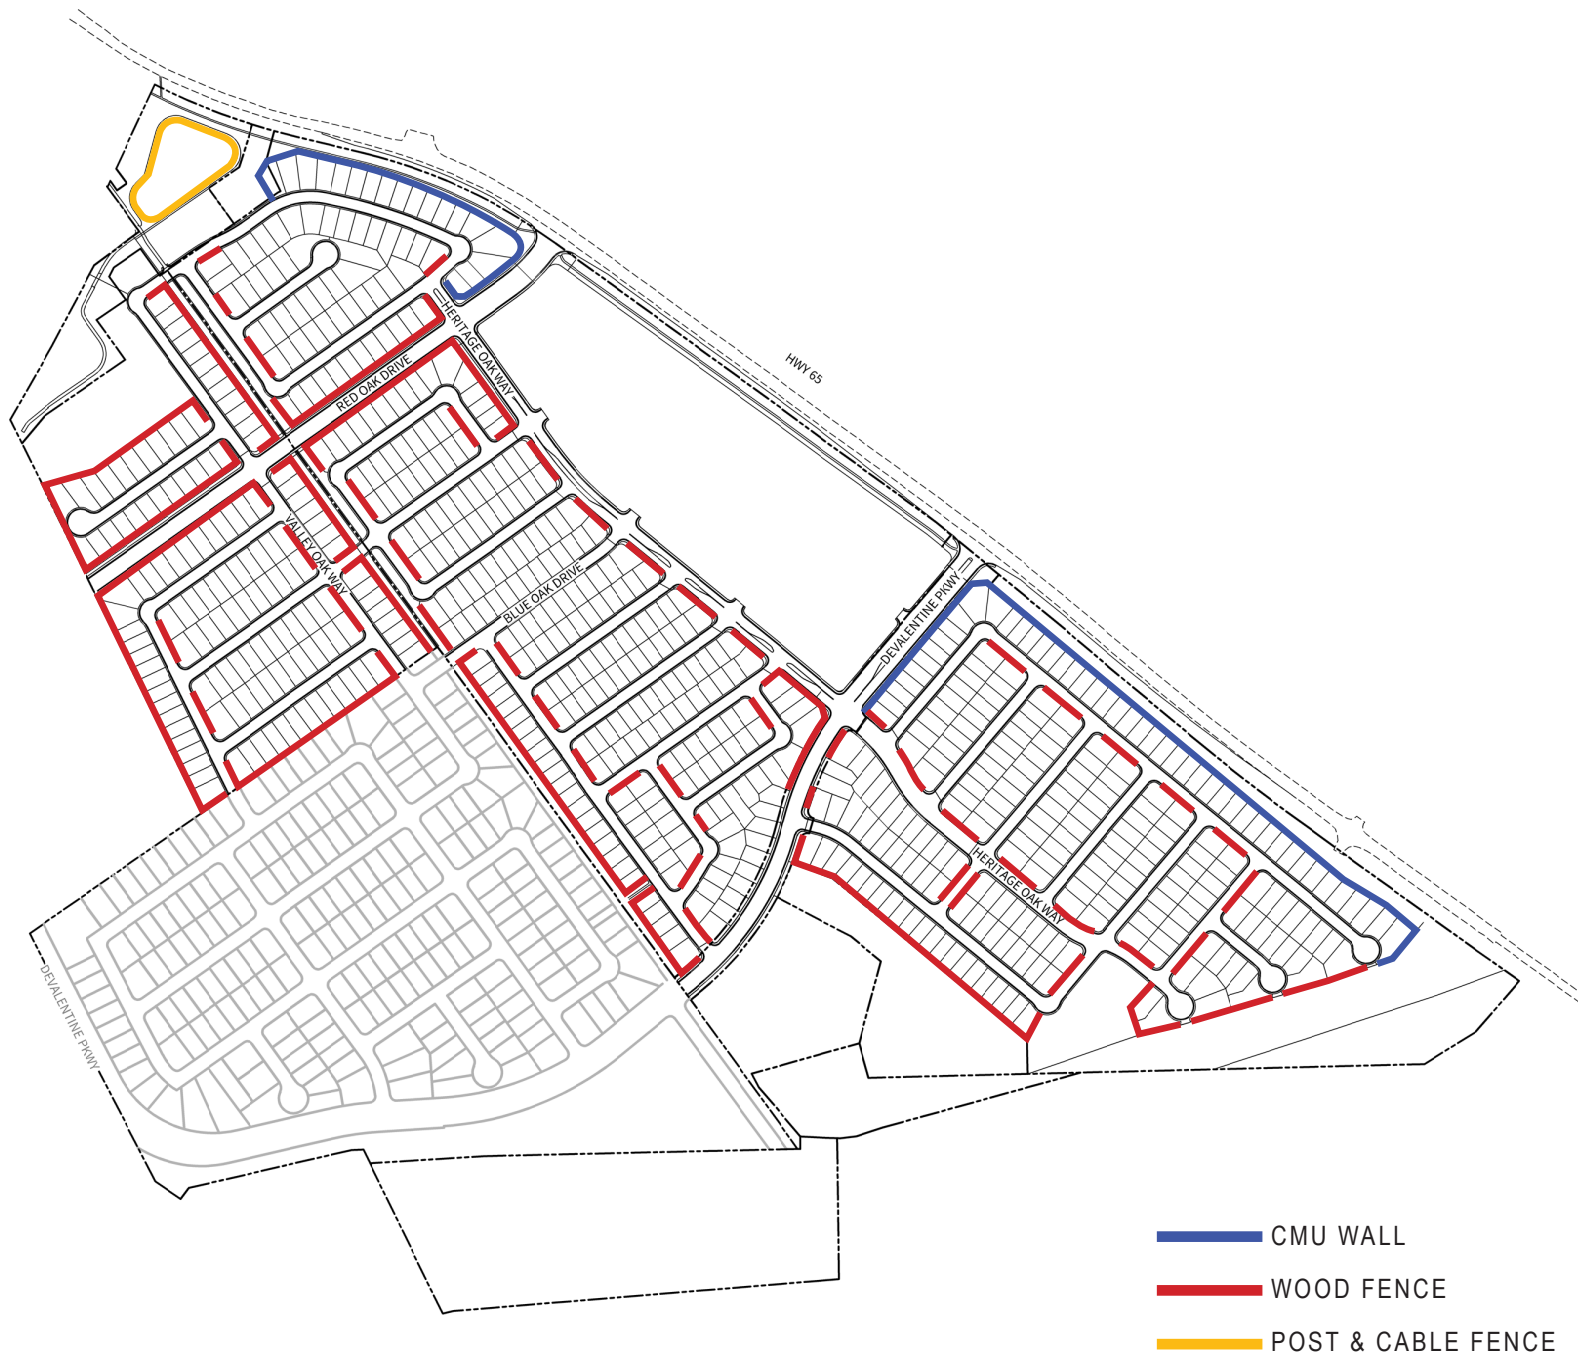 HERITAGE OAK WAY
HWY 65
RED OAK DRIVE
VALLEY OAK WAY
BLUE OAK DRIVE
DEVALENTINE PKWY
HERITAGE OAK WAY
DEVALENTINE PKWY
CMU WALL
WOOD FENCE
POST & CABLE FENCE